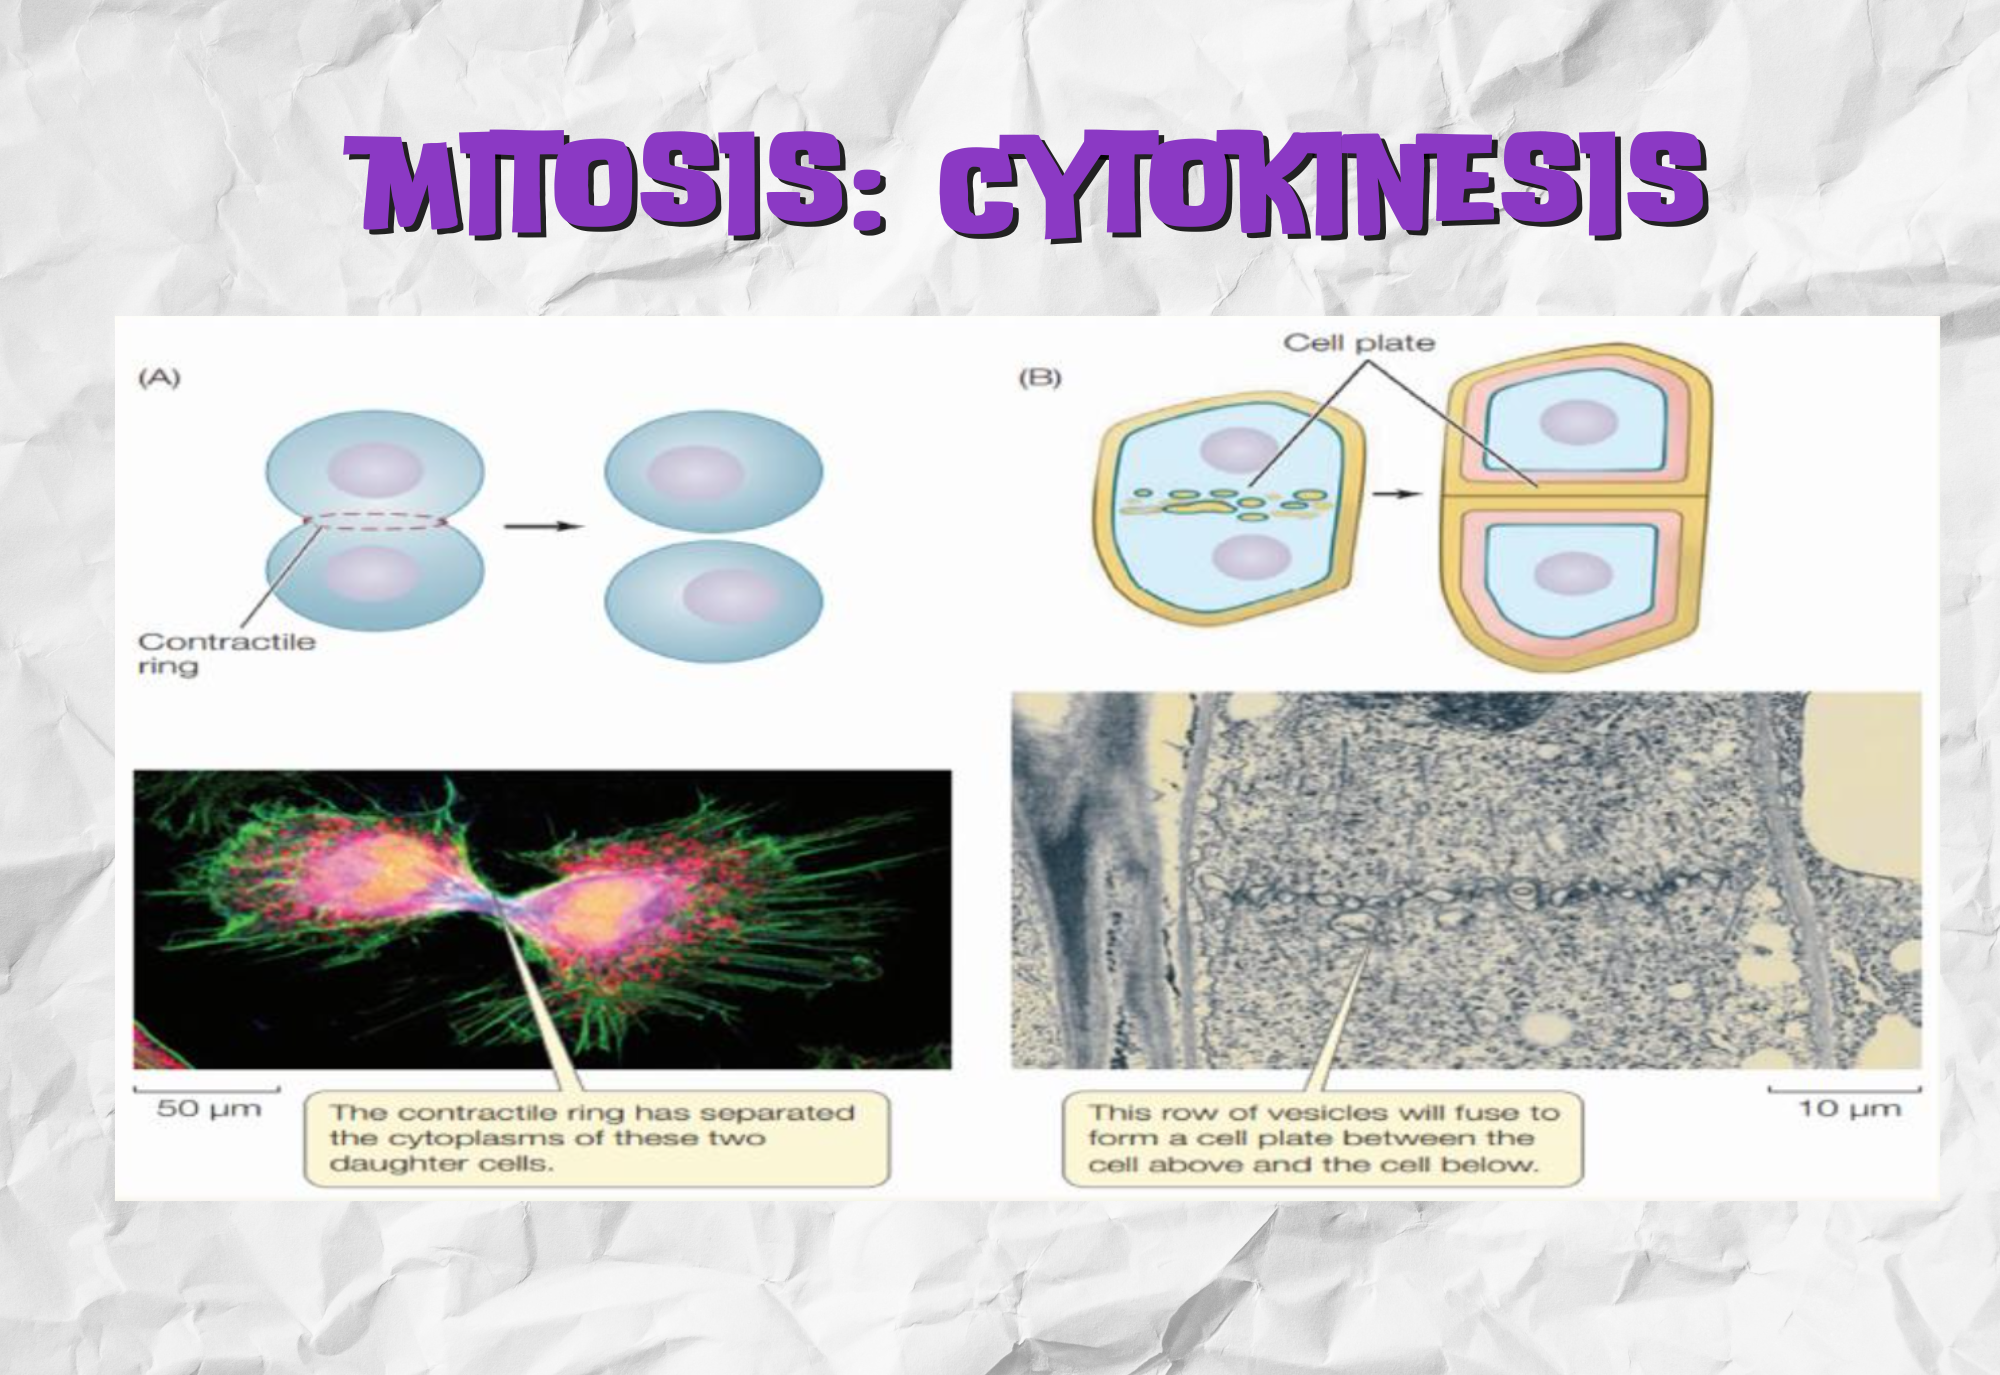 MITOSIS: CYTOKINESIS
(A)
Contractile
ring
50 µm
The contractile ring has separated
the cytoplasms of these two
daughter cells.
(B)
Cell plate
This row of vesicles will fuse to
form a cell plate between the
cell above and the cell below.
10 µm